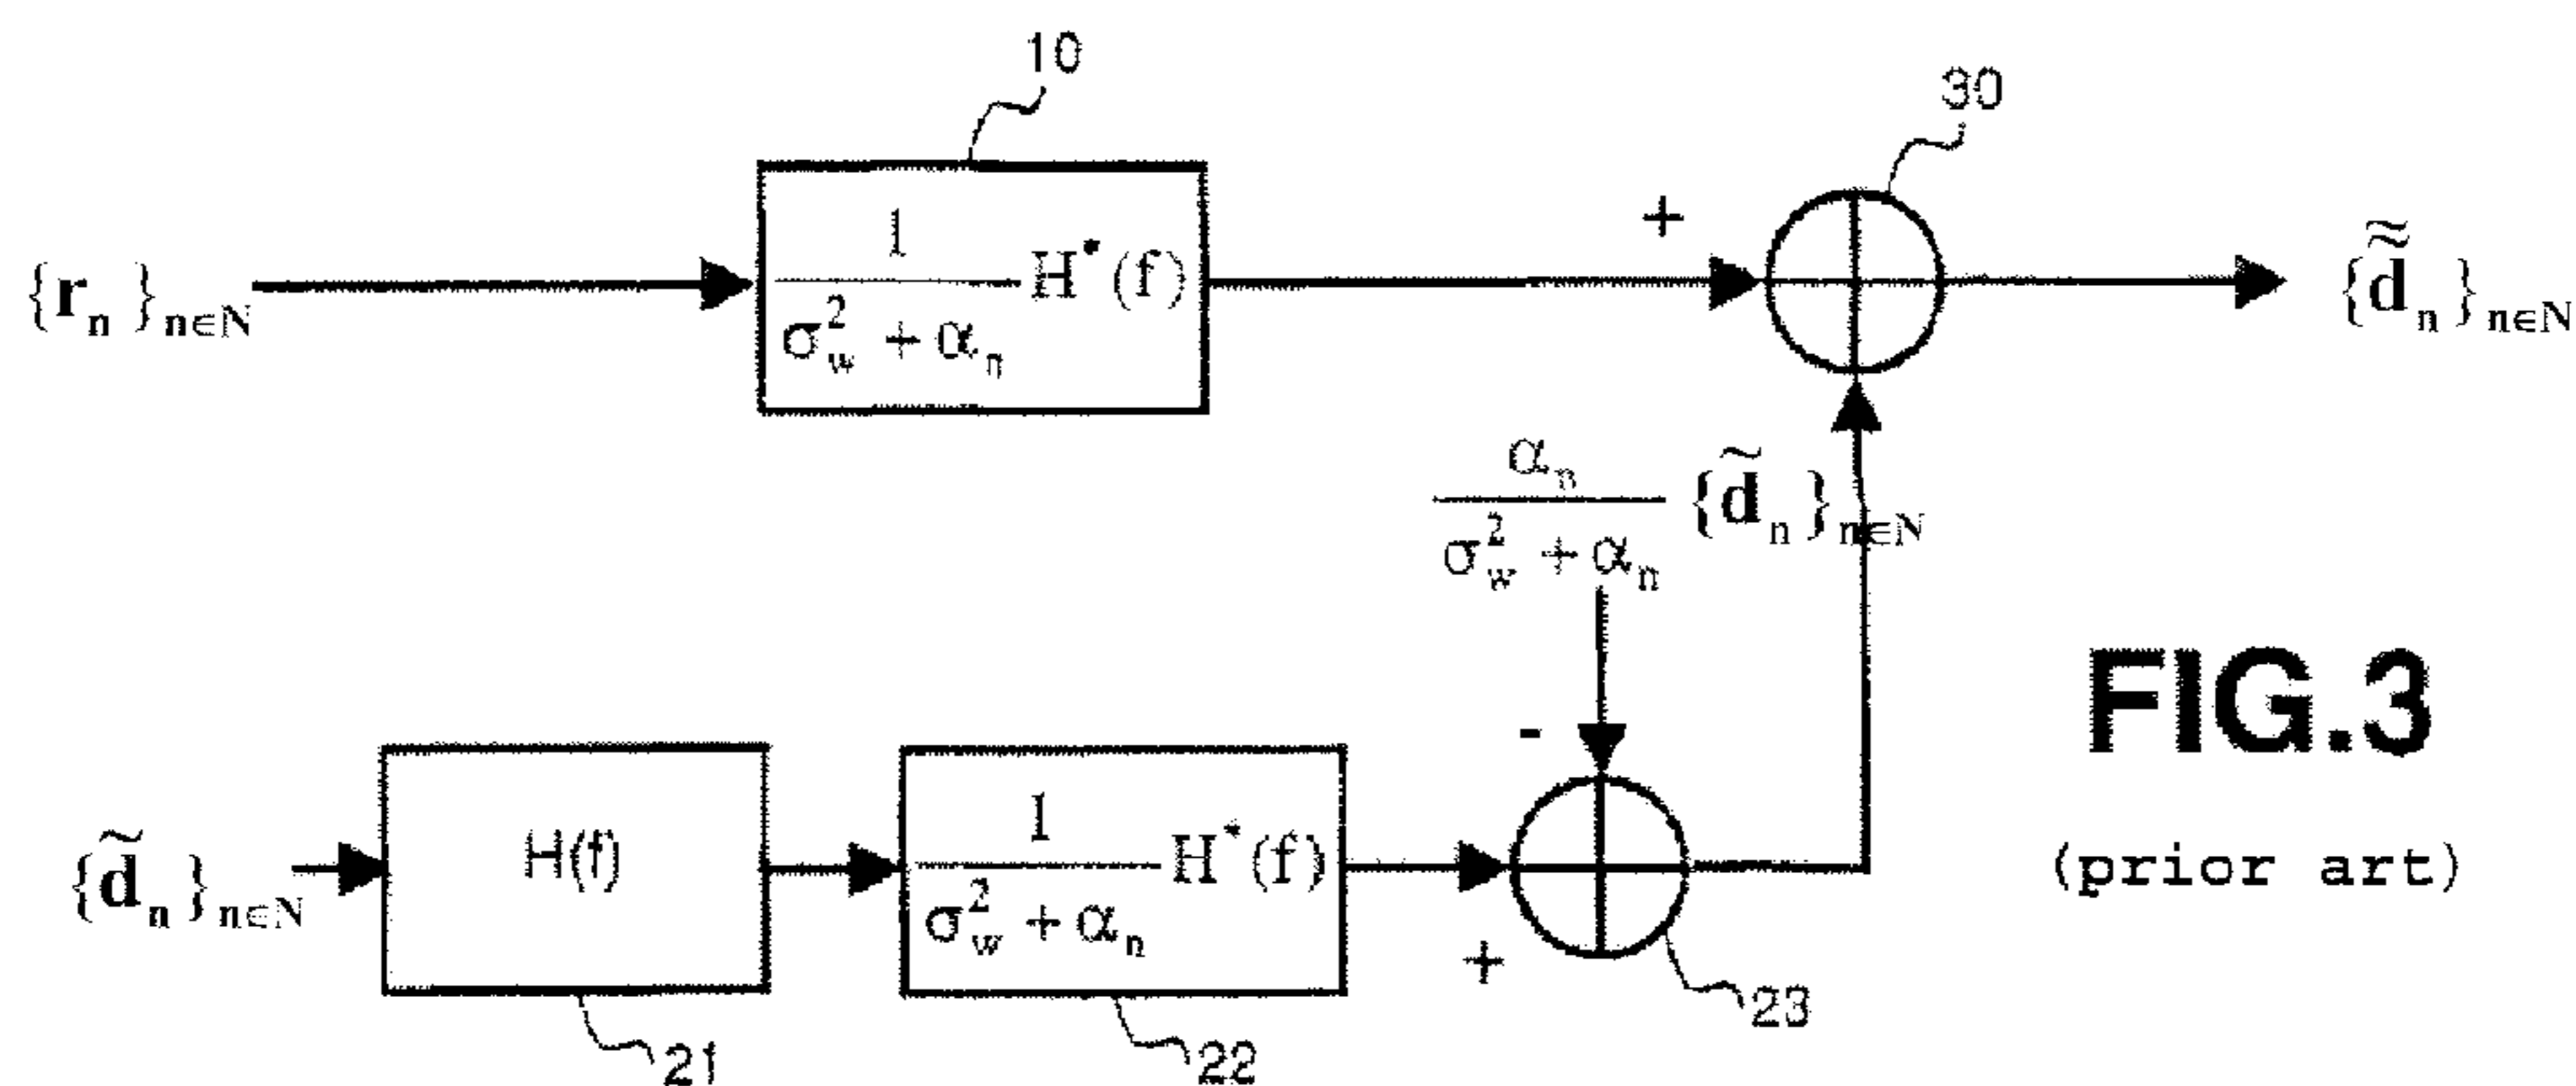 10
30
{r_n}_{n∈N}
1
σ_w^2 + α_n
H*(f)
+
{d̃̃_n}_{n∈N}
α_n
σ_w^2 + α_n
{d̃_n}_{n∈N}
-
FIG.3
{d̃_n}_{n∈N}
H(f)
1
σ_w^2 + α_n
H*(f)
+
(prior art)
21
22
23